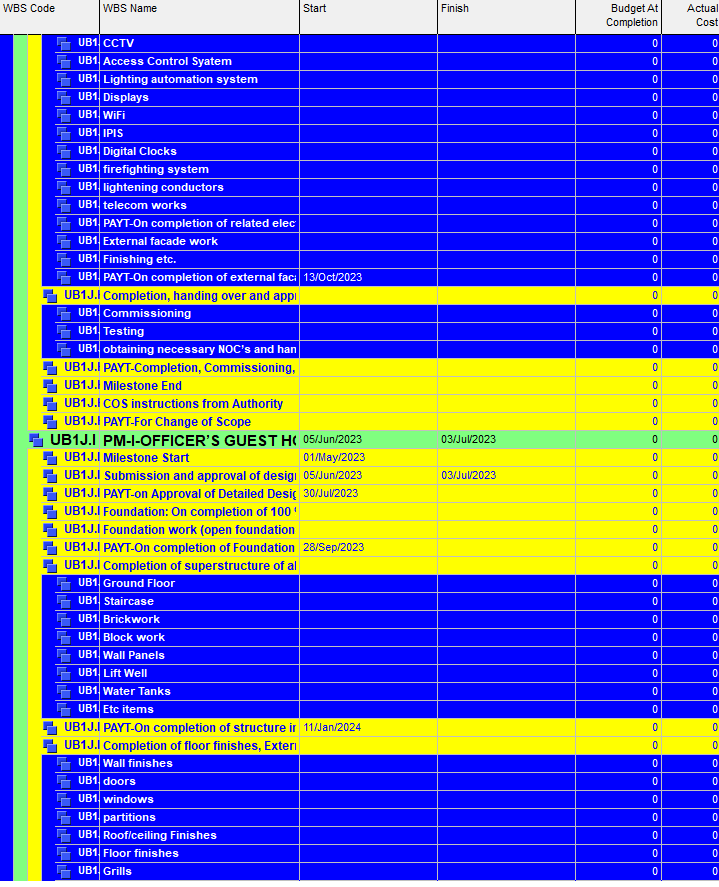 WBS Code WBS Name Start Finish Budget At Completion Actual Cost
UB1. CCTV 0 0
UB1. Access Control Syatem 0 0
UB1. Lighting automation system 0 0
UB1. Displays 0 0
UB1. WiFi 0 0
UB1. IPIS 0 0
UB1. Digital Clocks 0 0
UB1. firefighting system 0 0
UB1. lightening conductors 0 0
UB1. telecom works 0 0
UB1. PAYT-On completion of related elec 0 0
UB1. External facade work 0 0
UB1. Finishing etc. 0 0
UB1. PAYT-On completion of external faca 13/Oct/2023 0 0
UB1J.I Completion, handing over and appr 0 0
UB1. Commissioning 0 0
UB1. Testing 0 0
UB1. obtaining necessary NOC's and han 0 0
UB1J.I PAYT-Completion, Commissioning, 0 0
UB1J.I Milestone End 0 0
UB1J.I COS instructions from Authority 0 0
UB1J.I PAYT-For Change of Scope 0 0
UB1J.I PM-I-OFFICER’S GUEST HO 05/Jun/2023 03/Jul/2023 0 0
UB1J.I Milestone Start 01/May/2023 0 0
UB1J.I Submission and approval of design 05/Jun/2023 03/Jul/2023 0 0
UB1J.I PAYT-on Approval of Detailed Desig 30/Jul/2023 0 0
UB1J.I Foundation: On completion of 100 % 0 0
UB1J.I Foundation work (open foundation 0 0
UB1J.I PAYT-On completion of Foundation 28/Sep/2023 0 0
UB1J.I Completion of superstructure of al 0 0
UB1. Ground Floor 0 0
UB1. Staircase 0 0
UB1. Brickwork 0 0
UB1. Block work 0 0
UB1. Wall Panels 0 0
UB1. Lift Well 0 0
UB1. Water Tanks 0 0
UB1. Etc items 0 0
UB1J.I PAYT-On completion of structure in 11/Jan/2024 0 0
UB1J.I Completion of floor finishes, Exteri 0 0
UB1. Wall finishes 0 0
UB1. doors 0 0
UB1. windows 0 0
UB1. partitions 0 0
UB1. Roof/ceiling Finishes 0 0
UB1. Floor finishes 0 0
UB1. Grills 0 0